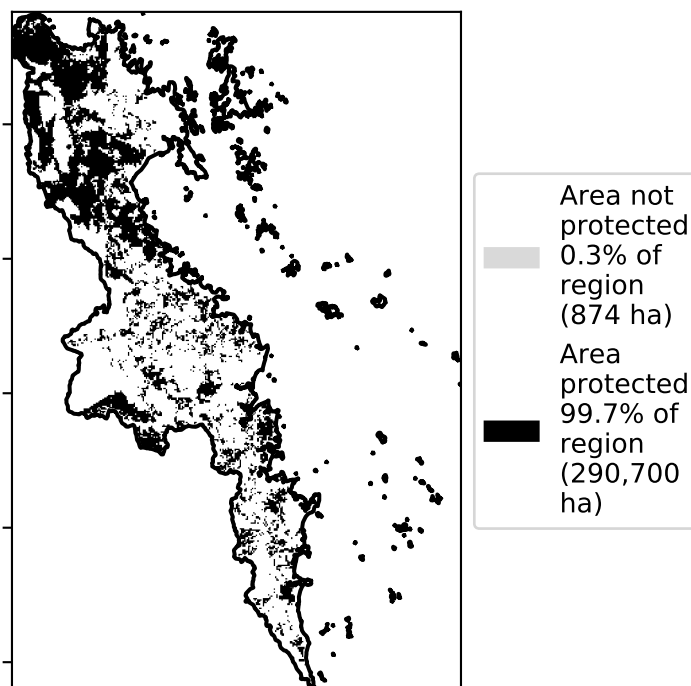 Area not
protected
0.3% of
region
(874 ha)
Area
protected
99.7% of
region
(290,700
ha)